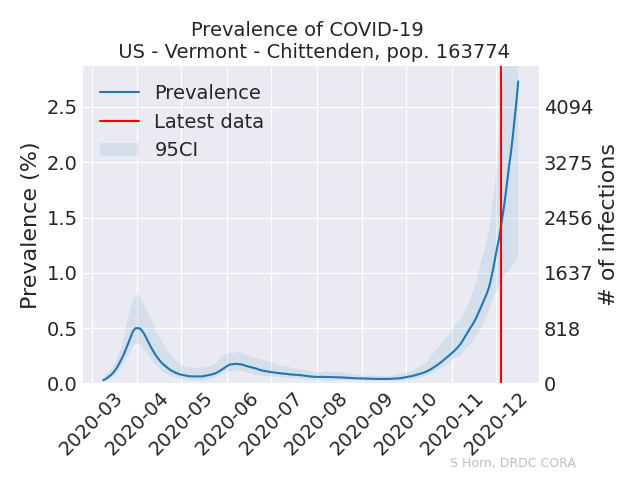 Prevalence of COVID-19
US - Vermont - Chittenden, pop. 163774
Prevalence
Latest data
95CI
Prevalence (%)
2.5
2.0
1.5
1.0
0.5
0.0
4094
3275
2456
1637
818
0
# of infections
2020-03
2020-04
2020-05
2020-06
2020-07
2020-08
2020-09
2020-10
2020-11
2020-12
S Horn, DRDC CORA